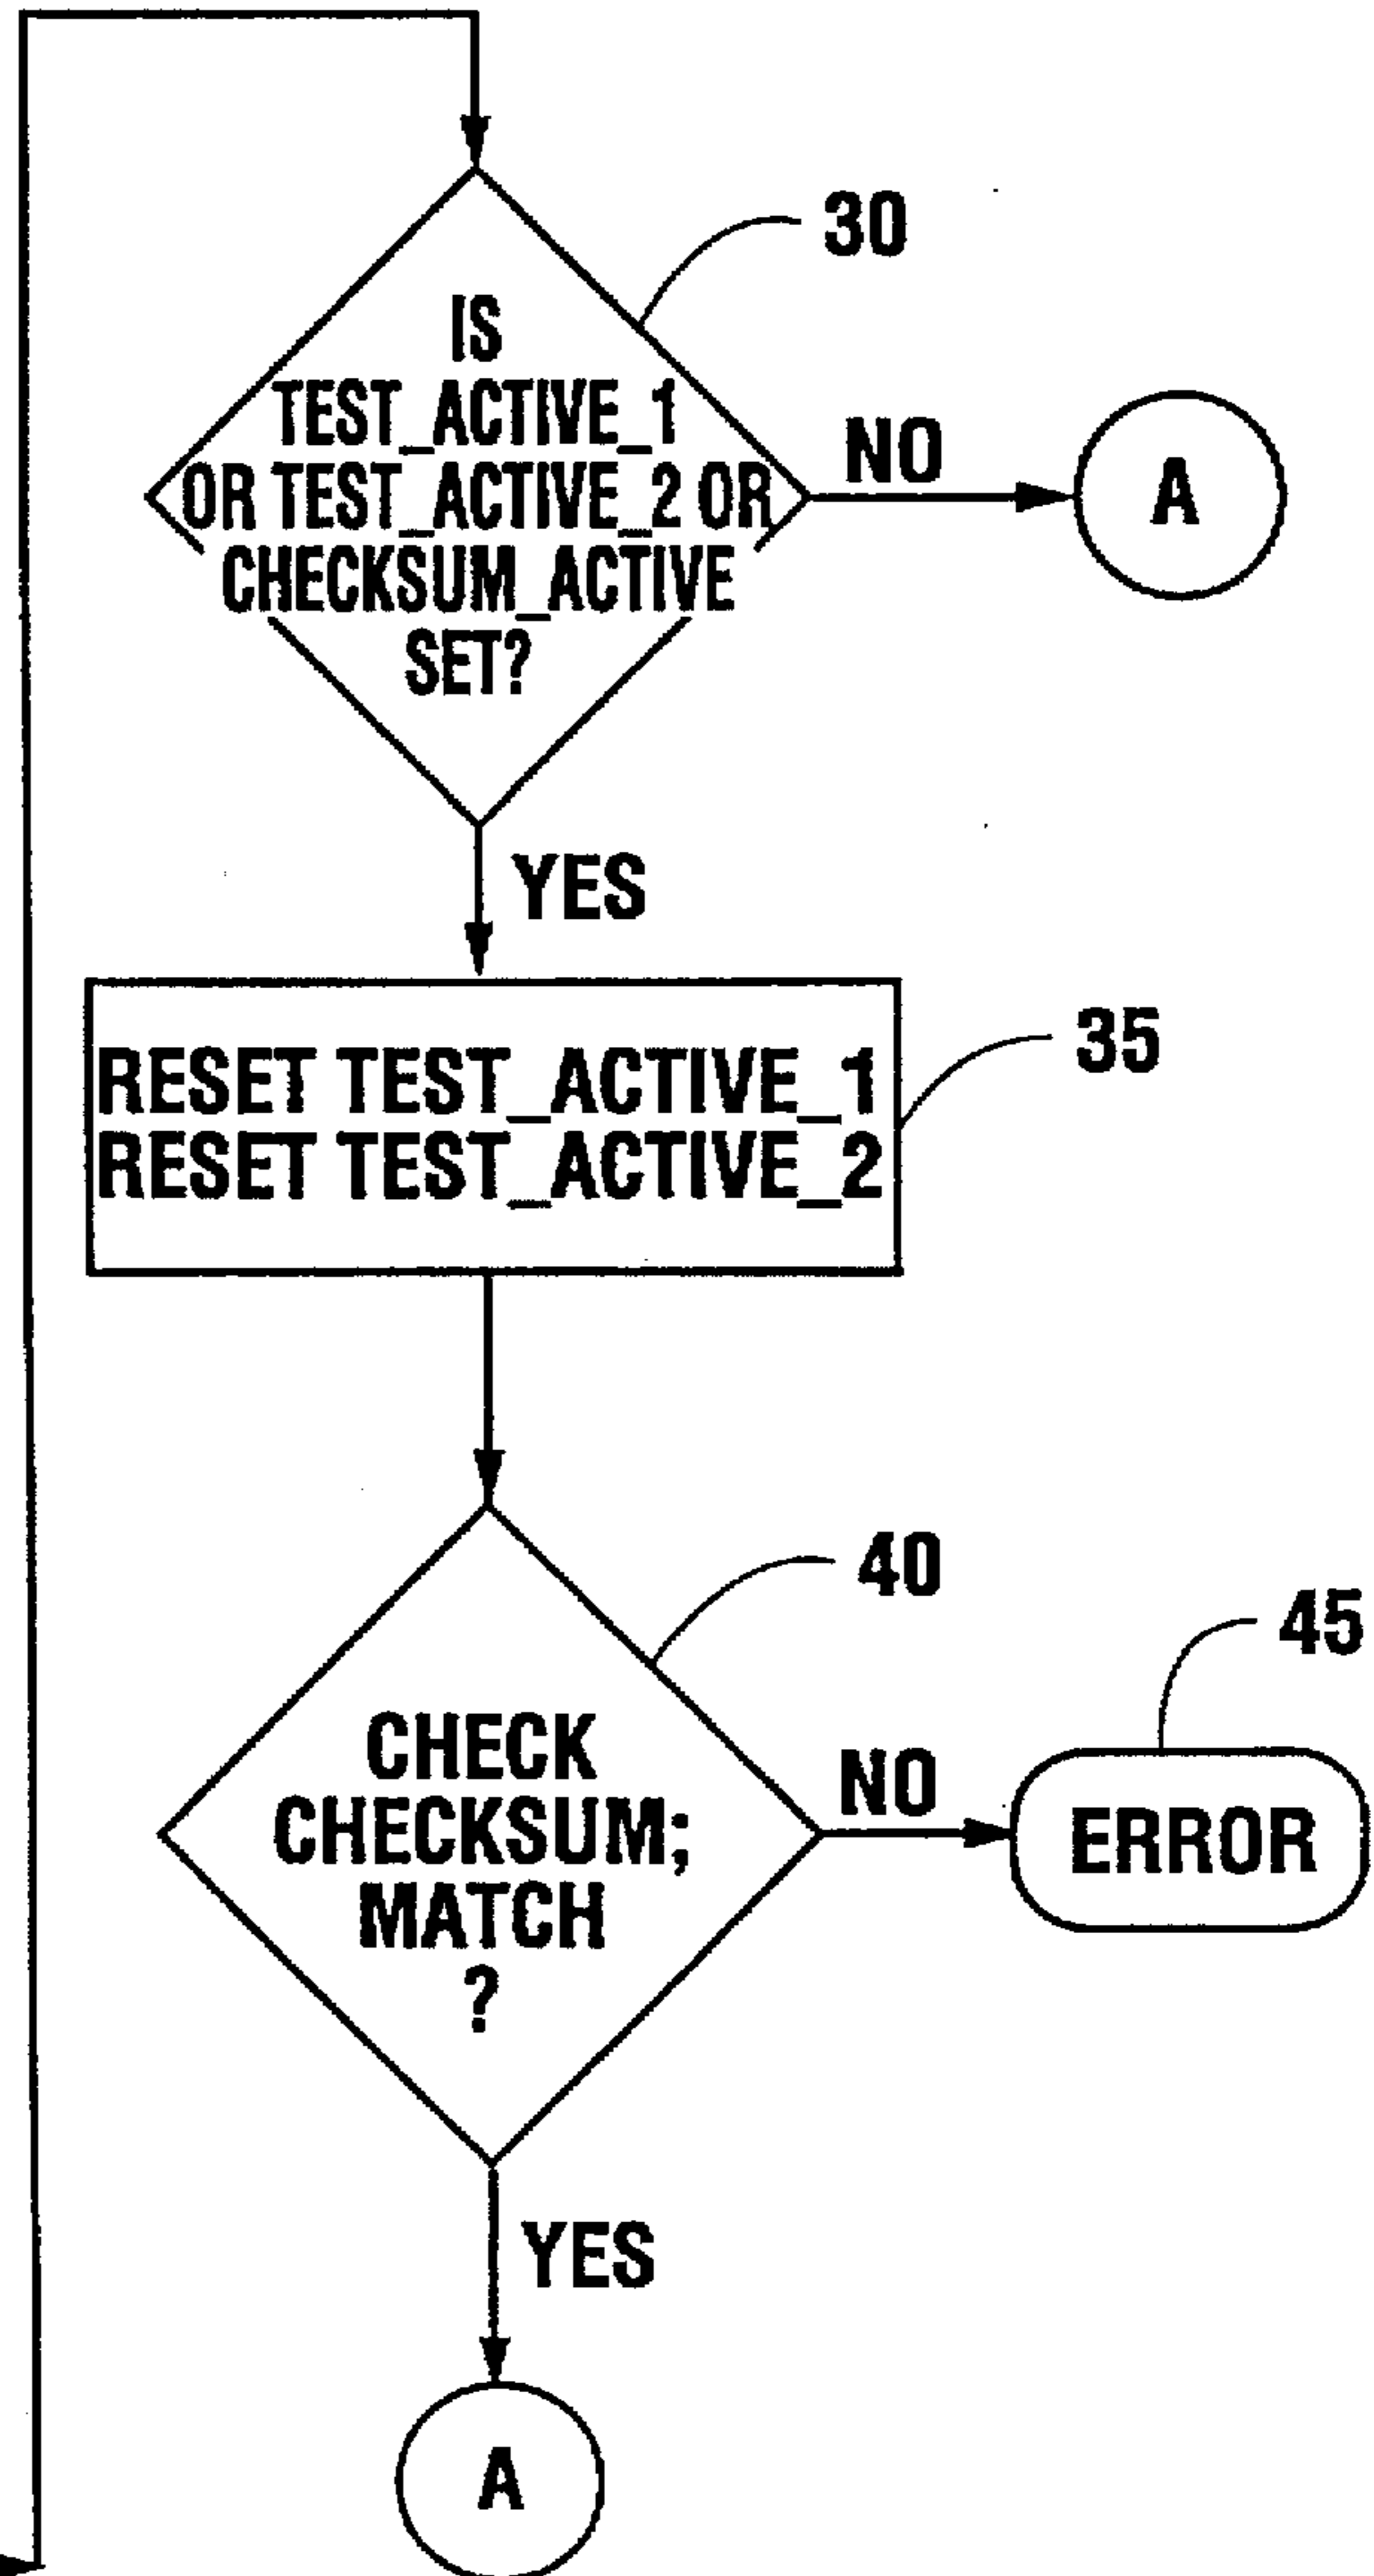 30
IS
TEST_ACTIVE_1
OR TEST_ACTIVE_2 OR
CHECKSUM_ACTIVE
SET?
NO
A
YES
35
RESET TEST_ACTIVE_1
RESET TEST_ACTIVE_2
40
45
CHECK
CHECKSUM;
MATCH
?
NO
ERROR
YES
A